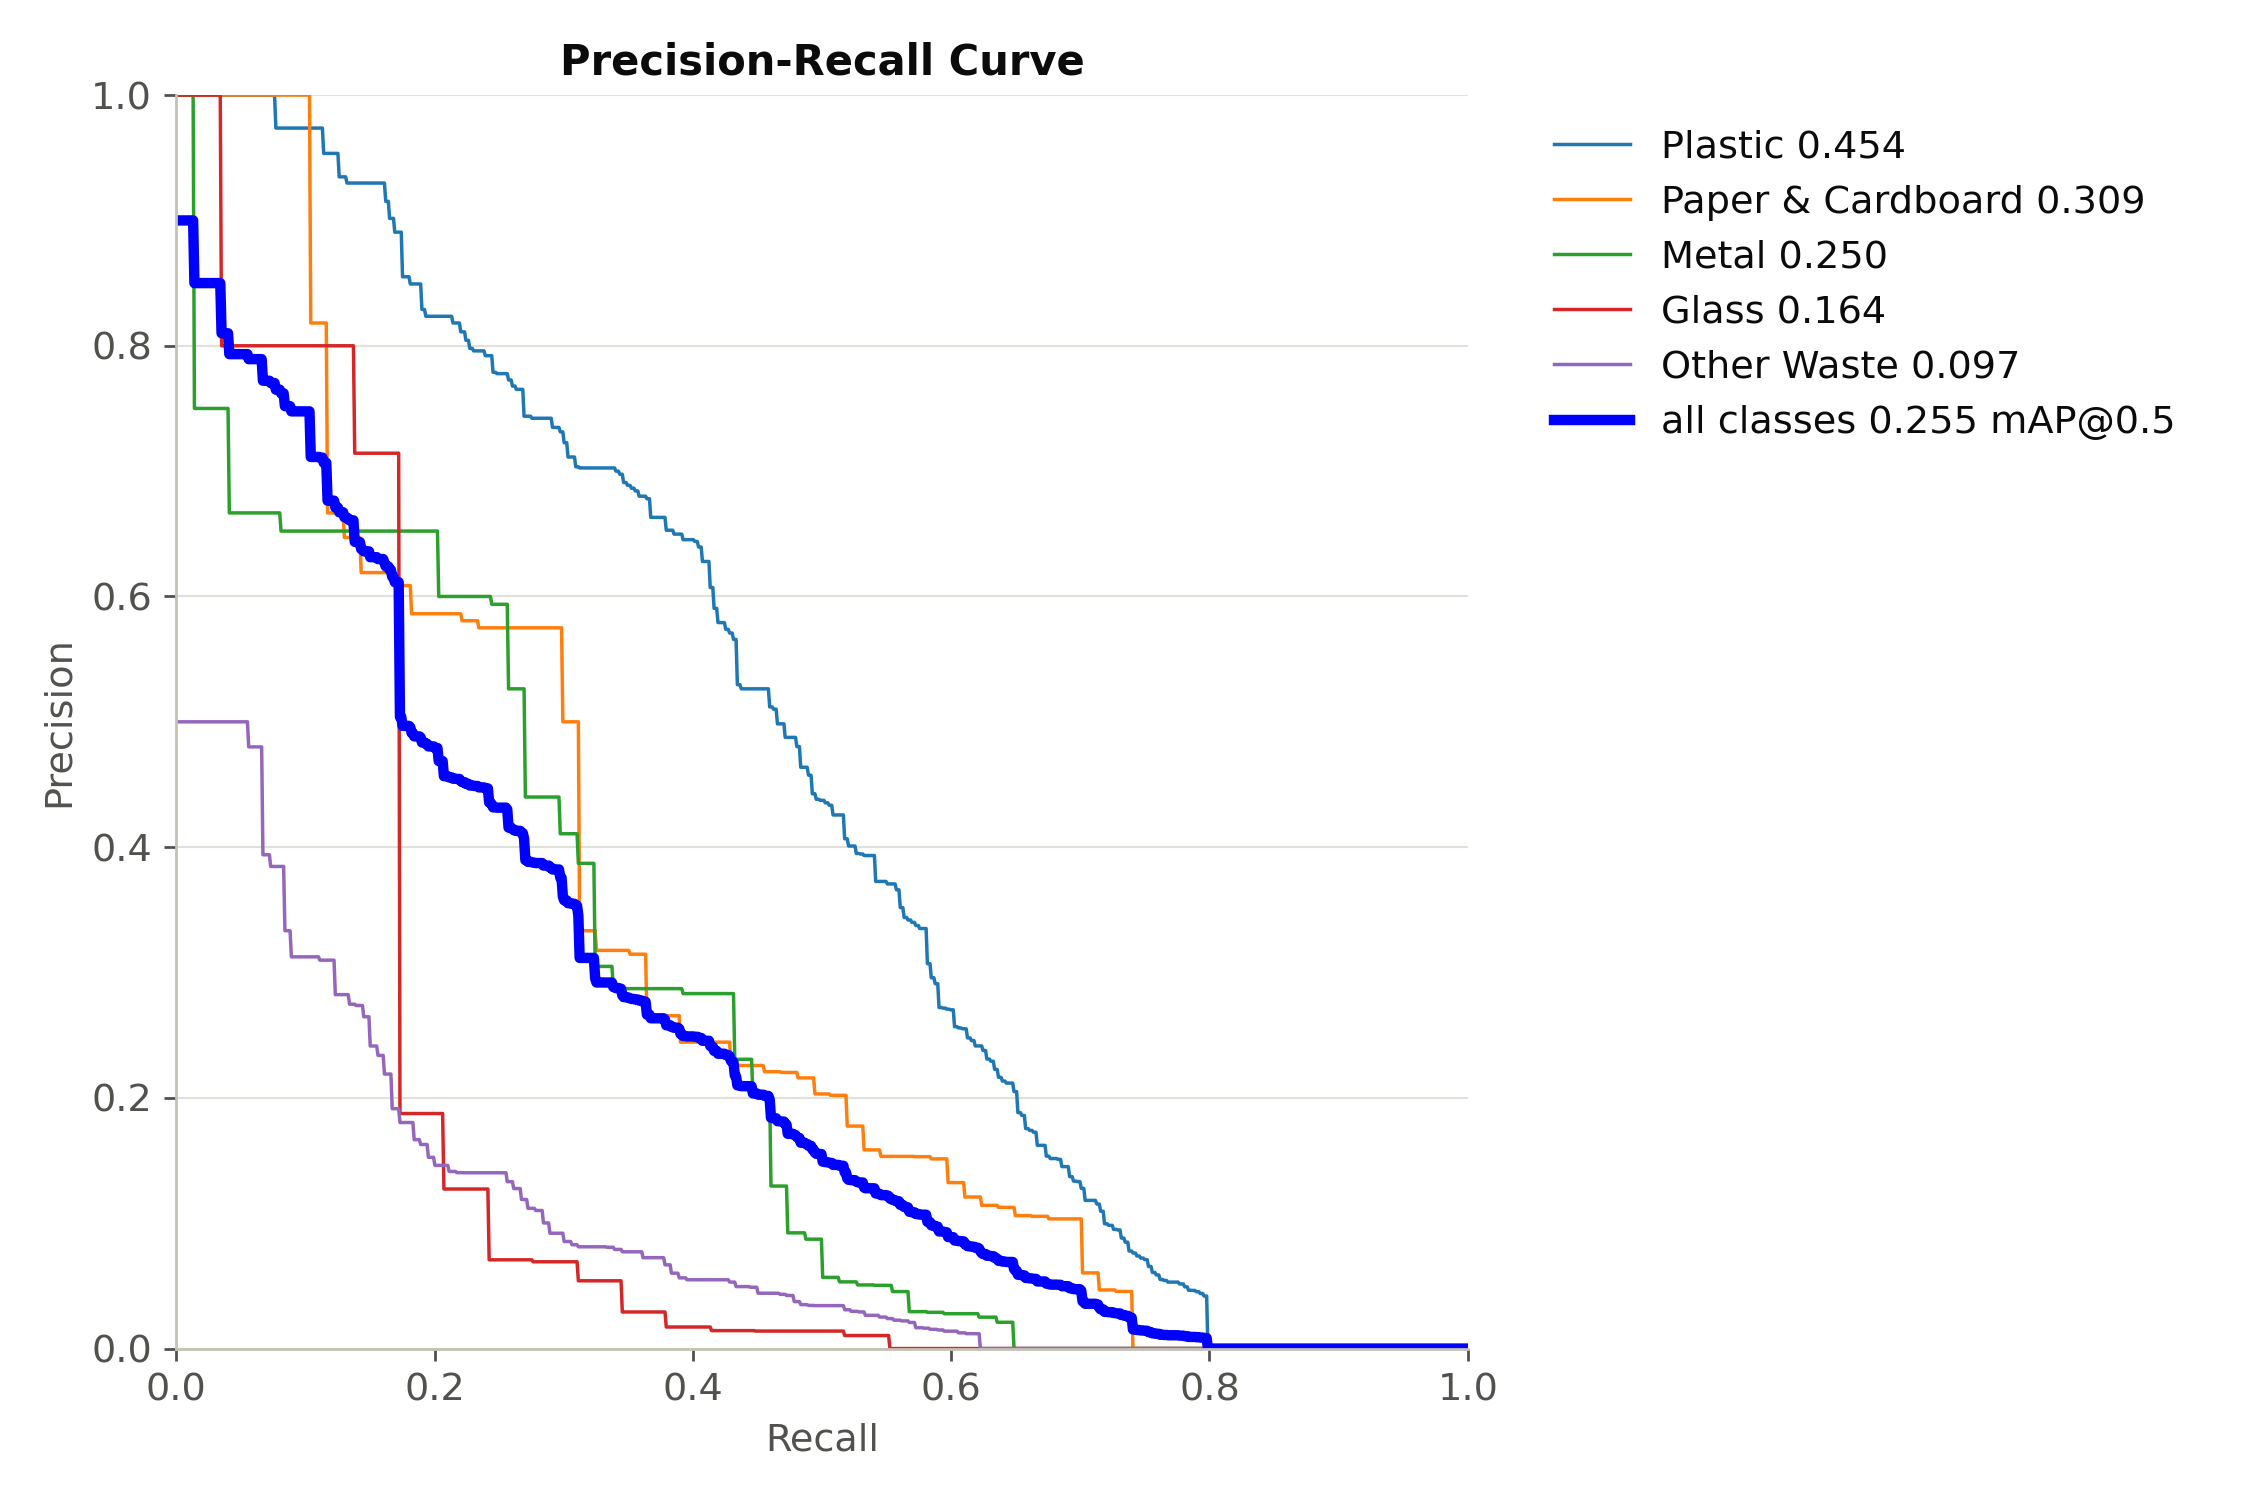 Precision-Recall Curve
1.0
0.8
0.6
0.4
0.2
0.0
Precision
0.0 0.2 0.4 0.6 0.8 1.0
Recall
Plastic 0.454
Paper & Cardboard 0.309
Metal 0.250
Glass 0.164
Other Waste 0.097
all classes 0.255 mAP@0.5